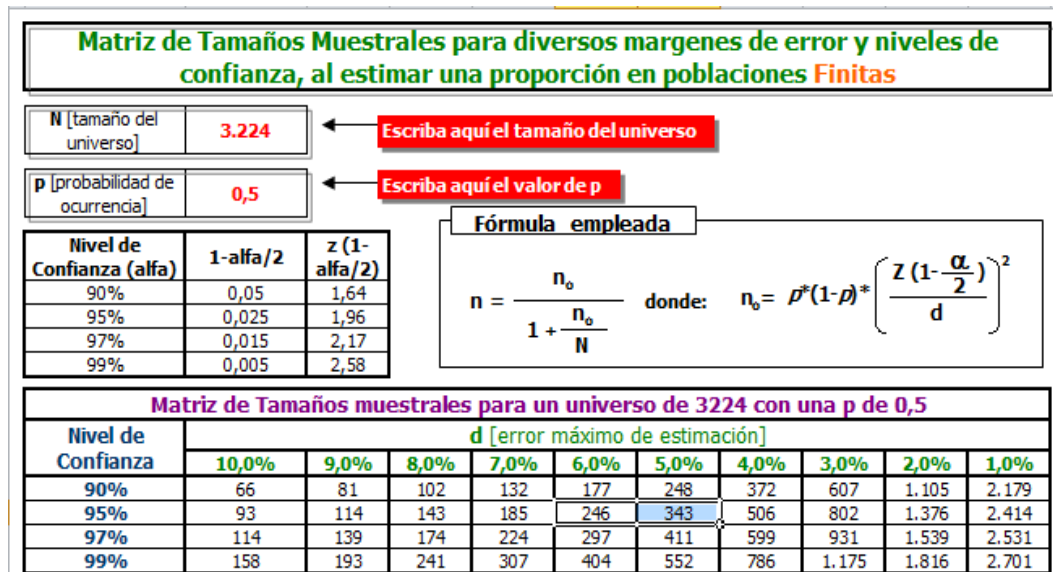 Matriz de Tamaños Muestrales para diversos margenes de error y niveles de
confianza, al estimar una proporción en poblaciones Finitas
N [tamaño del
universo]
3.224
Escriba aquí el tamaño del universo
p [probabilidad de
ocurrencia]
0,5
Escriba aquí el valor de p
Nivel de
Confianza (alfa)
1-alfa/2
z (1-
alfa/2)
90% 0,05 1,64
95% 0,025 1,96
97% 0,015 2,17
99% 0,005 2,58
Fórmula empleada
n = n₀ / (1 + n₀/N) donde: n₀ = p*(1-p)* (Z (1-α/2) / d)²
Matriz de Tamaños muestrales para un universo de 3224 con una p de 0,5
Nivel de
Confianza
d [error máximo de estimación]
10,0% 9,0% 8,0% 7,0% 6,0% 5,0% 4,0% 3,0% 2,0% 1,0%
90% 66 81 102 132 177 248 372 607 1.105 2.179
95% 93 114 143 185 246 343 506 802 1.376 2.414
97% 114 139 174 224 297 411 599 931 1.539 2.531
99% 158 193 241 307 404 552 786 1.175 1.816 2.701